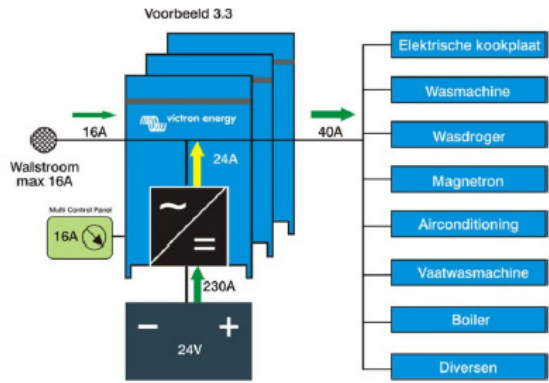 Voorbeeld 3.3
16A
victron energy
40A
Wallstroom
max 16A
24A
Multi Control Panel
16A
~
=
230A
− +
24V
Elektrische kookplaat
Wasmachine
Wasdroger
Magnetron
Airconditioning
Vaatwasmachine
Boiler
Diversen